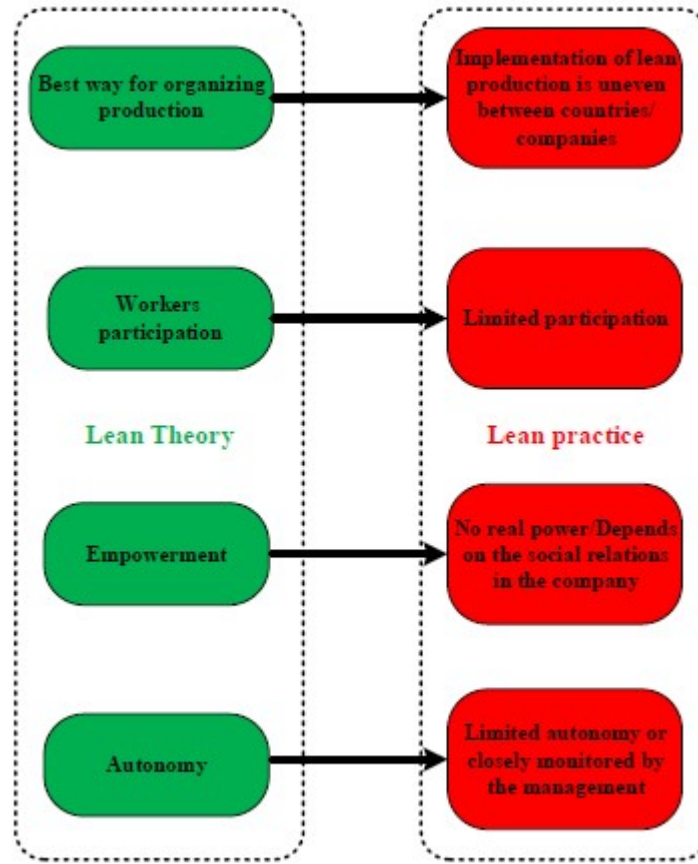 Best way for organizing
production
Implementation of lean
production is uneven
between countries/
companies
Workers
participation
Limited participation
Lean Theory
Lean practice
Empowerment
No real power/Depends
on the social relations
in the company
Autonomy
Limited autonomy or
closely monitored by
the management